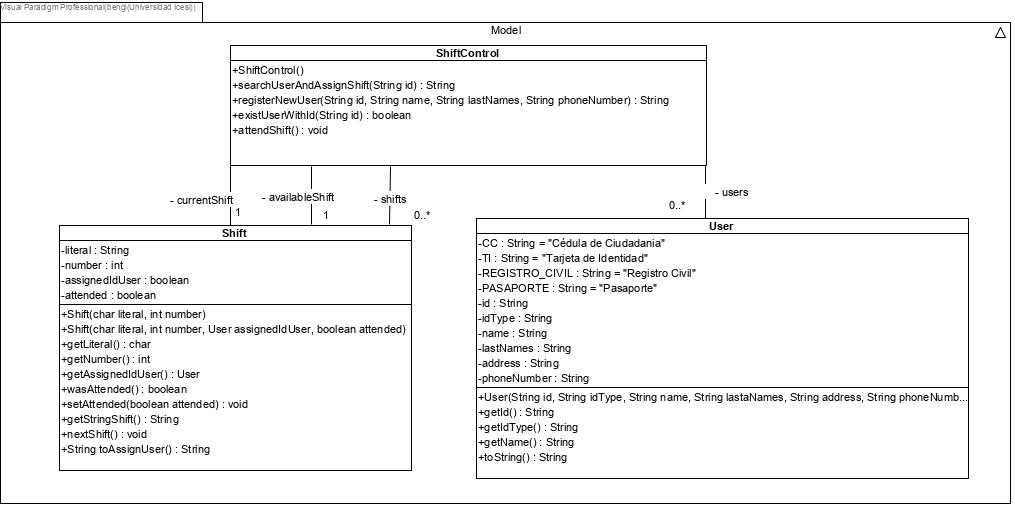 Visual Paradigm Professional(bengi(Universidad Icesi))
Model
ShiftControl
+ShiftControl()
+searchUserAndAssignShift(String id) : String
+registerNewUser(String id, String name, String lastNames, String phoneNumber) : String
+existUserWithId(String id) : boolean
+attendShift() : void
- currentShift
- availableShift
- shifts
- users
1
1
0..*
0..*
Shift
-literal : String
-number : int
-assignedIdUser : boolean
-attended : boolean
+Shift(char literal, int number)
+Shift(char literal, int number, User assignedIdUser, boolean attended)
+getLiteral() : char
+getNumber() : int
+getAssignedIdUser() : User
+wasAttended() : boolean
+setAttended(boolean attended) : void
+getStringShift() : String
+nextShift() : void
+String toAssignUser() : String
User
-CC : String = "Cédula de Ciudadania"
-TI : String = "Tarjeta de Identidad"
-REGISTRO_CIVIL : String = "Registro Civil"
-PASAPORTE : String = "Pasaporte"
-id : String
-idType : String
-name : String
-lastNames : String
-address : String
-phoneNumber : String
+User(String id, String idType, String name, String lastaNames, String address, String phoneNumb...
+getId() : String
+getIdType() : String
+getName() : String
+toString() : String